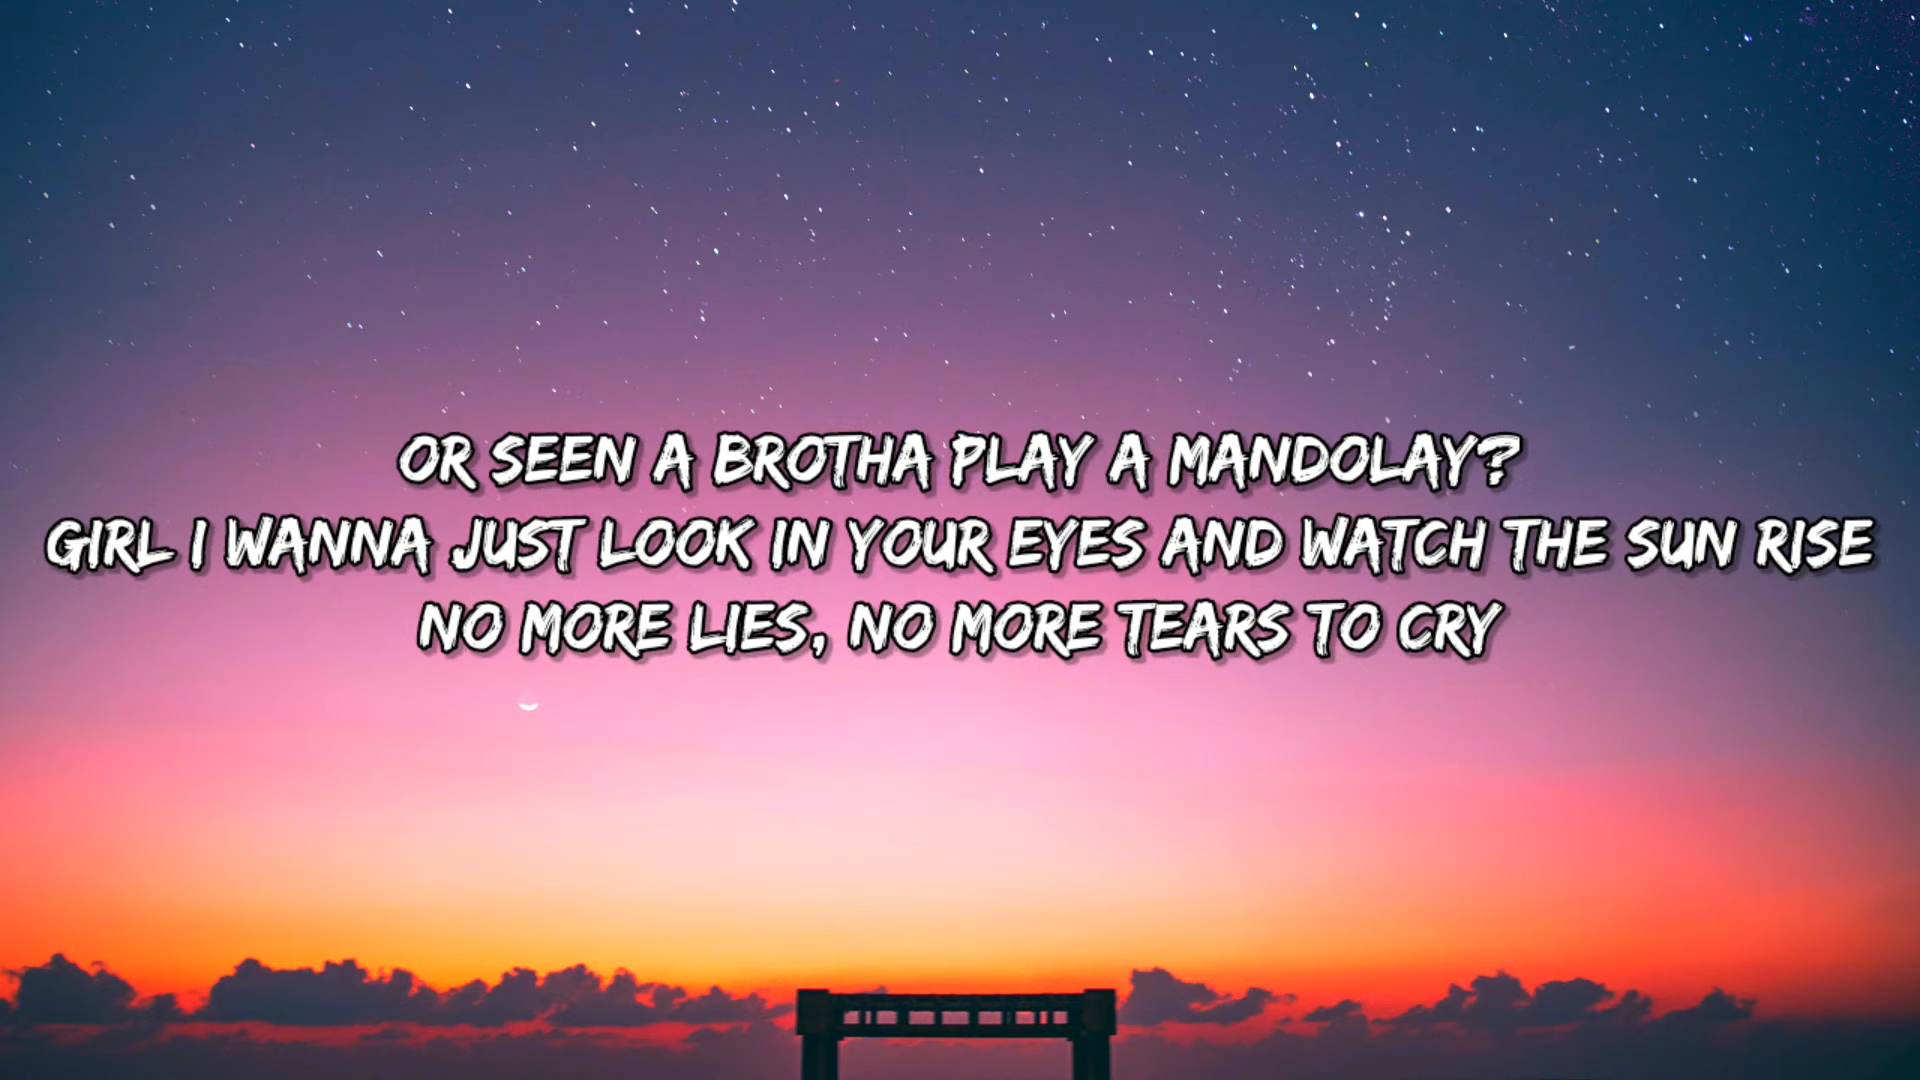 OR SEEN A BROTHA PLAY A MANDOLAY?
GIRL I WANNA JUST LOOK IN YOUR EYES AND WATCH THE SUN RISE
NO MORE LIES, NO MORE TEARS TO CRY